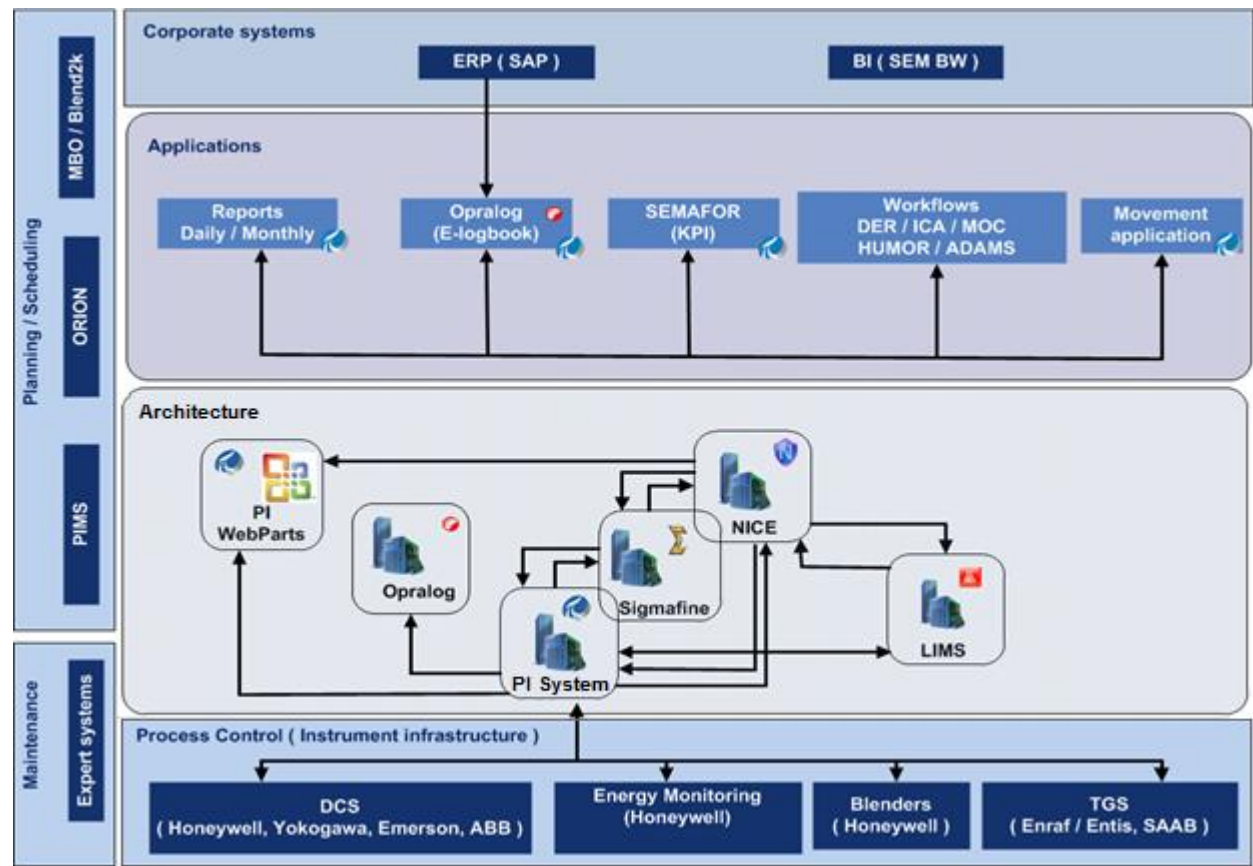 Corporate systems
ERP ( SAP )
BI ( SEM BW )
Planning / Scheduling
MBO / Blend2k
ORION
PIMS
Applications
Reports
Daily / Monthly
Opralog
(E-logbook)
SEMAFOR
(KPI)
Workflows
DER / ICA / MOC
HUMOR / ADAMS
Movement
application
Architecture
PI
WebParts
Opralog
Σ
Sigmafine
N
NICE
LIMS
PI System
Maintenance
Expert systems
Process Control ( Instrument infrastructure )
DCS
( Honeywell, Yokogawa, Emerson, ABB )
Energy Monitoring
(Honeywell)
Blenders
( Honeywell )
TGS
( Enraf / Entis, SAAB )